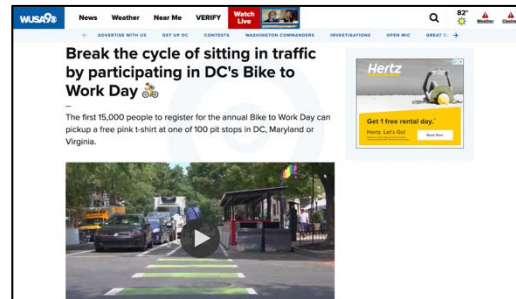 WUSA9 News Weather Near Me VERIFY Watch Live 82°
Weather
ADVERTISE WITH US GET UP DC CONTESTS WASHINGTON COMMANDERS INVESTIGATIONS OPEN MIC
Break the cycle of sitting in traffic
by participating in DC's Bike to
Work Day
The first 15,000 people to register for the annual Bike to Work Day can
pickup a free pink t-shirt at one of 100 pit stops in DC, Maryland or
Virginia.
Hertz
Get 1 free rental day.
Hertz. Let's Go!
Book Now